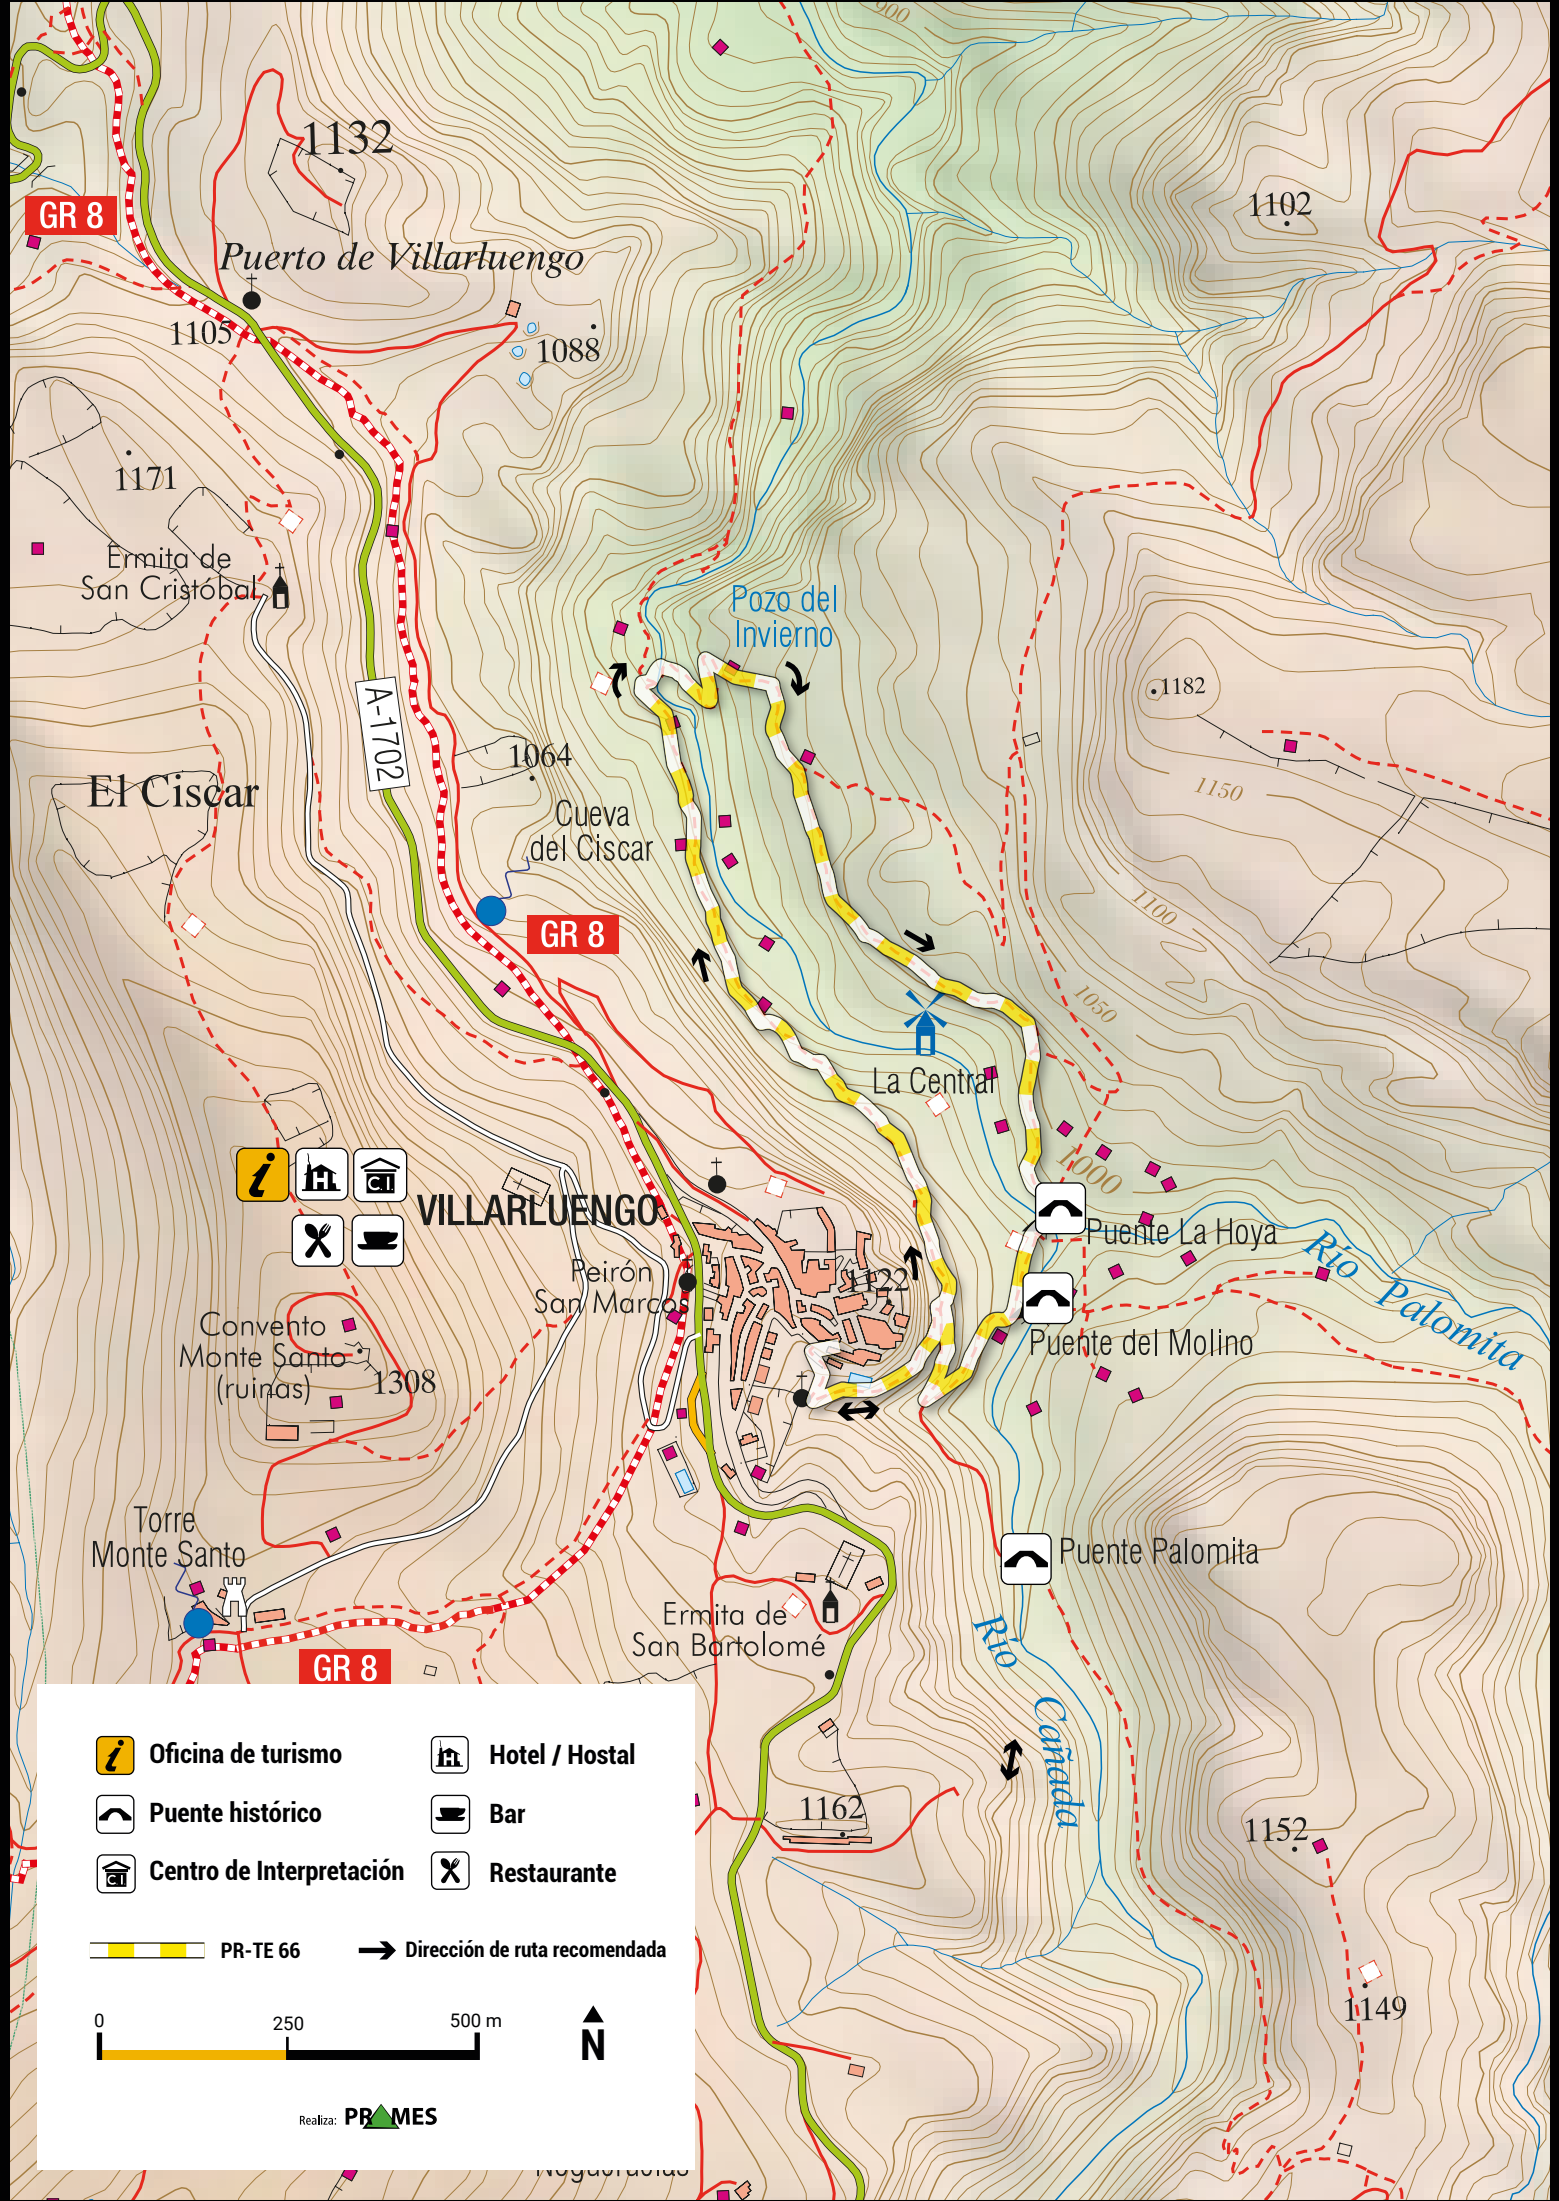 900
1132
GR 8
1102
Puerto de Villarluengo
1105
1088
1171
Ermita de
San Cristóbal
Pozo del
Invierno
1182
A-1702
1064
1150
El Ciscar
Cueva
del Ciscar
1100
GR 8
1050
La Central
1000
VILLARLUENGO
C.I
H
i
Puente La Hoya
Río Palomita
Peirón
San Marcos
1122
Convento
Monte Santo
(ruinas)
1308
Puente del Molino
Torre
Monte Santo
Puente Palomita
Ermita de
San Bartolomé
Río Cañada
GR 8
1162
1152
1149
i Oficina de turismo
H Hotel / Hostal
Puente histórico
Bar
C.I Centro de Interpretación
Restaurante
PR-TE 66
Dirección de ruta recomendada
0 250 500 m
N
Realiza: PRAMES